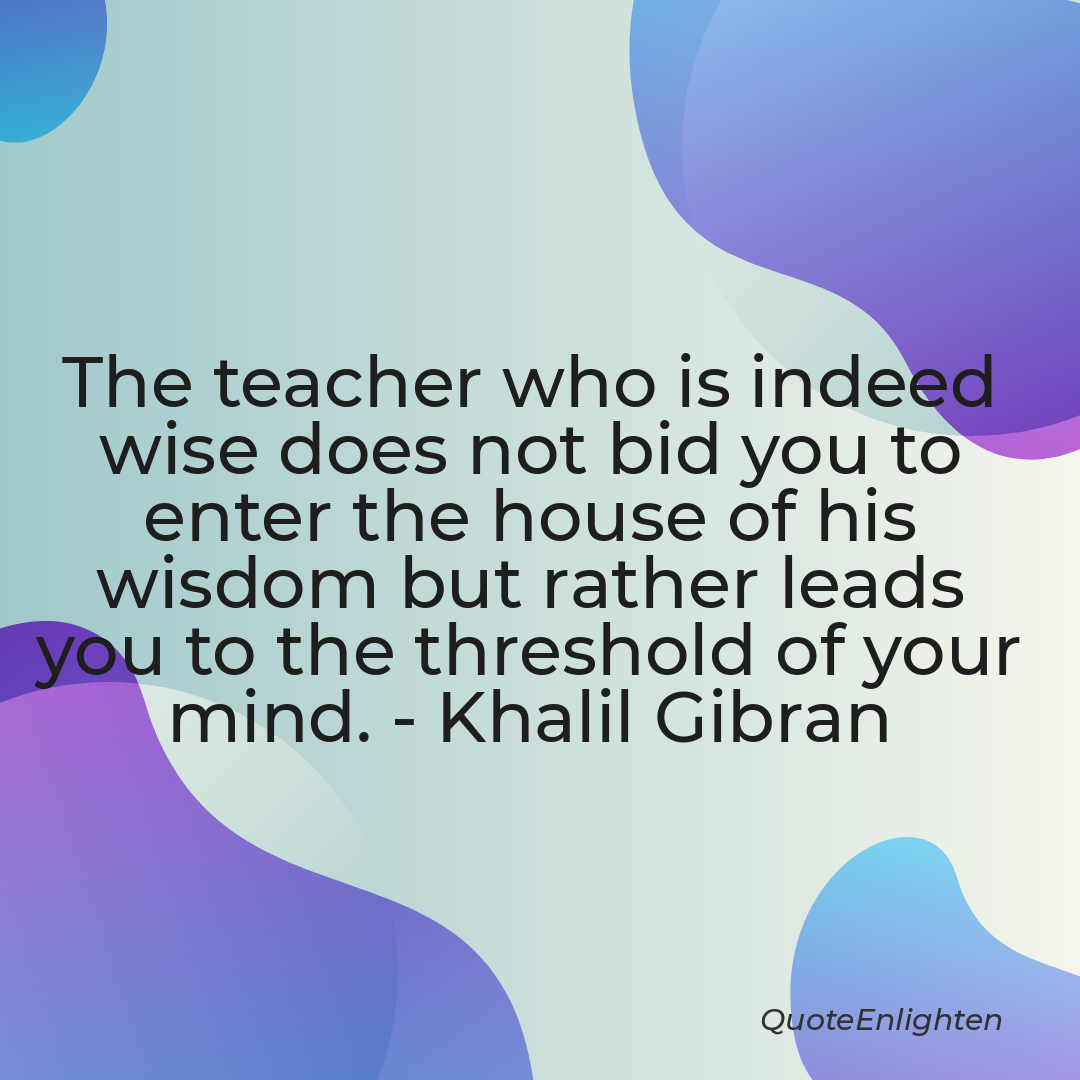 The teacher who is indeed
wise does not bid you to
enter the house of his
wisdom but rather leads
you to the threshold of your
mind. - Khalil Gibran
QuoteEnlighten